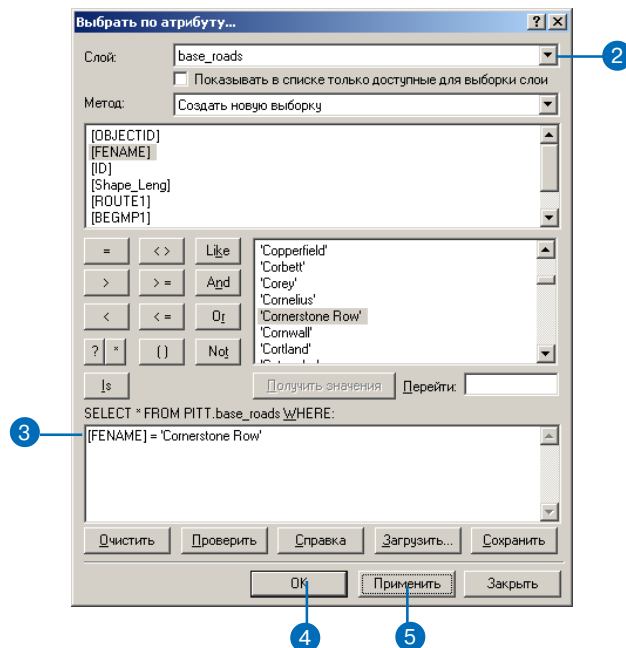 Выбрать по атрибуту...
Слой: base_roads
2
Показывать в списке только доступные для выборки слои
Метод: Создать новую выборку
[OBJECTID]
[FENAME]
[ID]
[Shape_Leng]
[ROUTE1]
[BEGMP1]
= < > Like
> > = And
< < = Or
? * ( ) Not
Is
'Copperfield'
'Corbett'
'Corey'
'Cornelius'
'Cornerstone Row'
'Cornwall'
'Cortland'
Получить значения Перейти:
SELECT * FROM PITT.base_roads WHERE:
3
[FENAME] = 'Cornerstone Row'
Очистить Проверить Справка Загрузить... Сохранить
OK Применить Закрыть
4 5